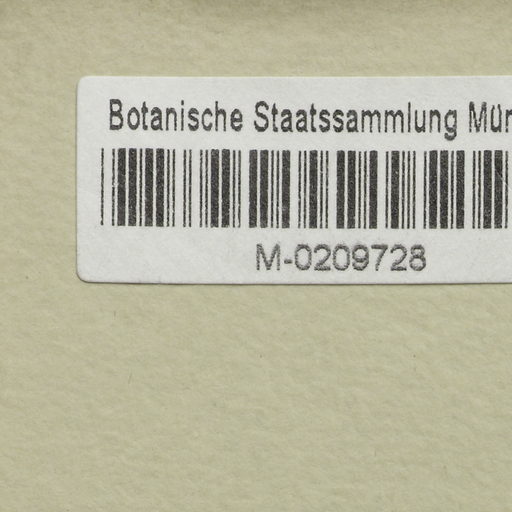 Botanische Staatssammlung Mün
M-0209728